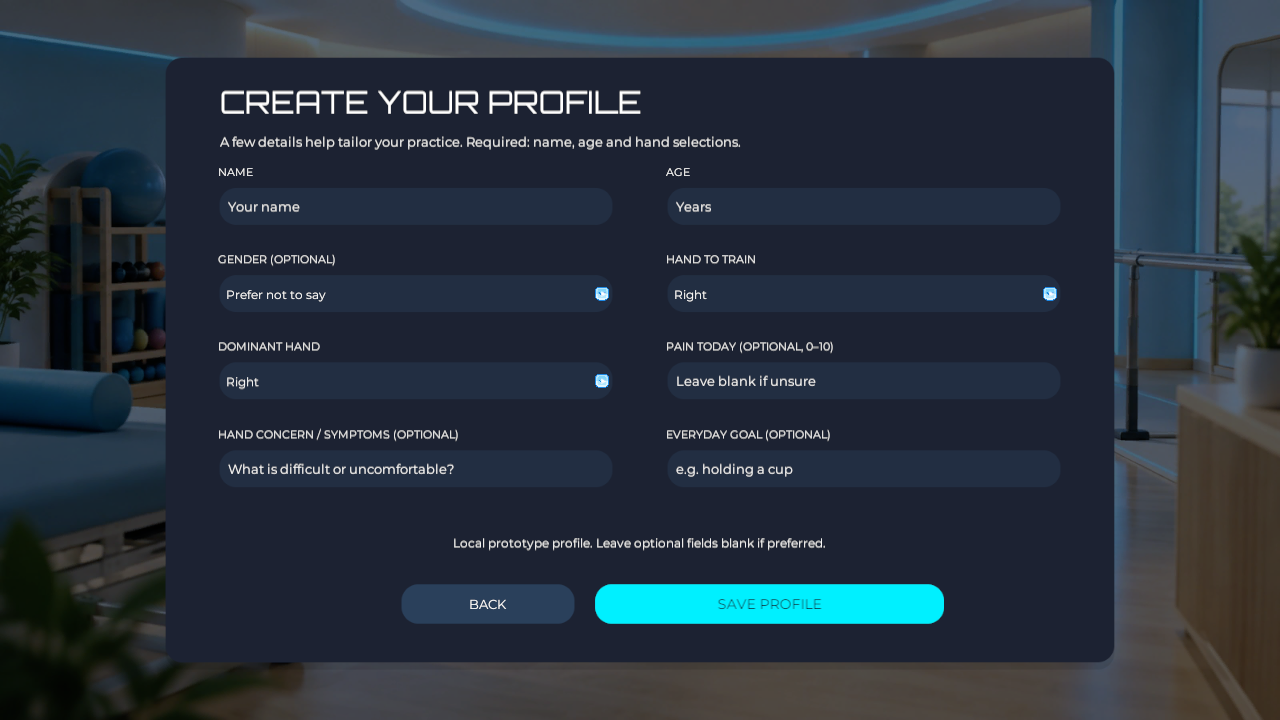 CREATE YOUR PROFILE
A few details help tailor your practice. Required: name, age and hand selections.
NAME
Your name
AGE
Years
GENDER (OPTIONAL)
Prefer not to say
HAND TO TRAIN
Right
DOMINANT HAND
Right
PAIN TODAY (OPTIONAL, 0–10)
Leave blank if unsure
HAND CONCERN / SYMPTOMS (OPTIONAL)
What is difficult or uncomfortable?
EVERYDAY GOAL (OPTIONAL)
e.g. holding a cup
Local prototype profile. Leave optional fields blank if preferred.
BACK
SAVE PROFILE